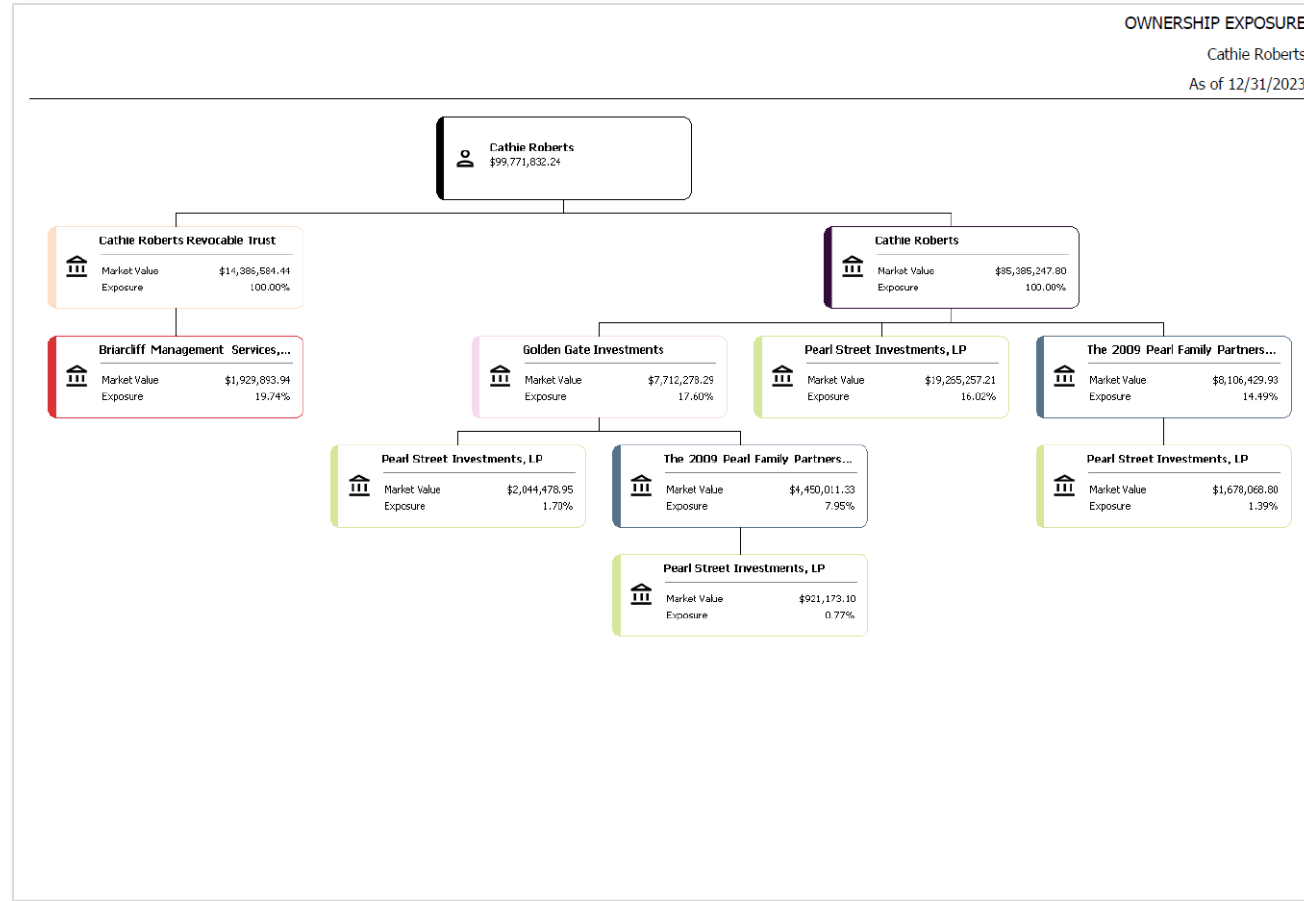 OWNERSHIP EXPOSURE
Cathie Roberts
As of 12/31/2023
Cathie Roberts
$99,771,832.24
Cathie Roberts Revocable Trust
Market Value $14,386,584.44
Exposure 100.00%
Cathie Roberts
Market Value $85,385,247.80
Exposure 100.00%
Briarcliff Management Services,...
Market Value $1,929,893.94
Exposure 19.74%
Golden Gate Investments
Market Value $7,712,278.29
Exposure 17.60%
Pearl Street Investments, LP
Market Value $19,265,257.21
Exposure 16.02%
The 2009 Pearl Family Partners...
Market Value $8,106,429.93
Exposure 14.49%
Pearl Street Investments, LP
Market Value $2,044,478.95
Exposure 1.70%
The 2009 Pearl Family Partners...
Market Value $4,450,011.33
Exposure 7.95%
Pearl Street Investments, LP
Market Value $1,678,068.80
Exposure 1.39%
Pearl Street Investments, LP
Market Value $921,173.10
Exposure 0.77%